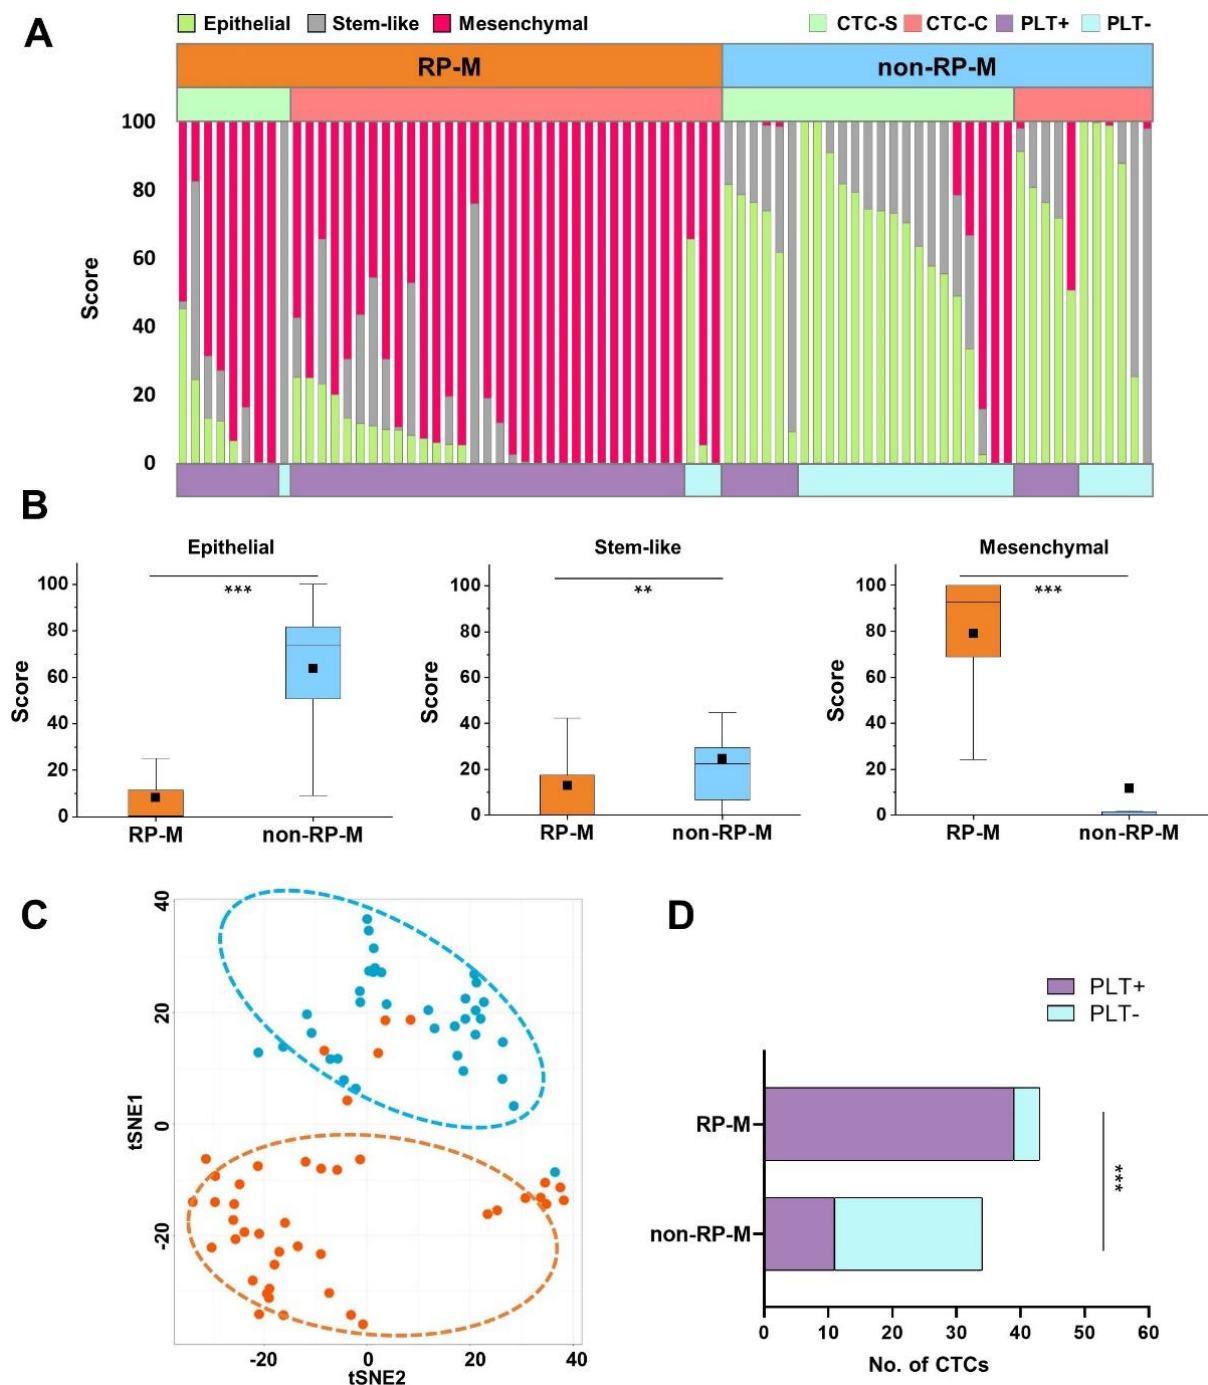 A
Epithelial Stem-like Mesenchymal CTC-S CTC-C PLT+ PLT-
RP-M non-RP-M
100
80
60
40
20
0
Score
B
Epithelial
***
100
80
60
40
20
0
Score
RP-M non-RP-M
Stem-like
**
100
80
60
40
20
0
Score
RP-M non-RP-M
Mesenchymal
***
100
80
60
40
20
0
Score
RP-M non-RP-M
C
40
20
0
-20
tSNE1
-20 0 20 40
tSNE2
D
PLT+
PLT-
RP-M
non-RP-M
***
0 10 20 30 40 50 60
No. of CTCs